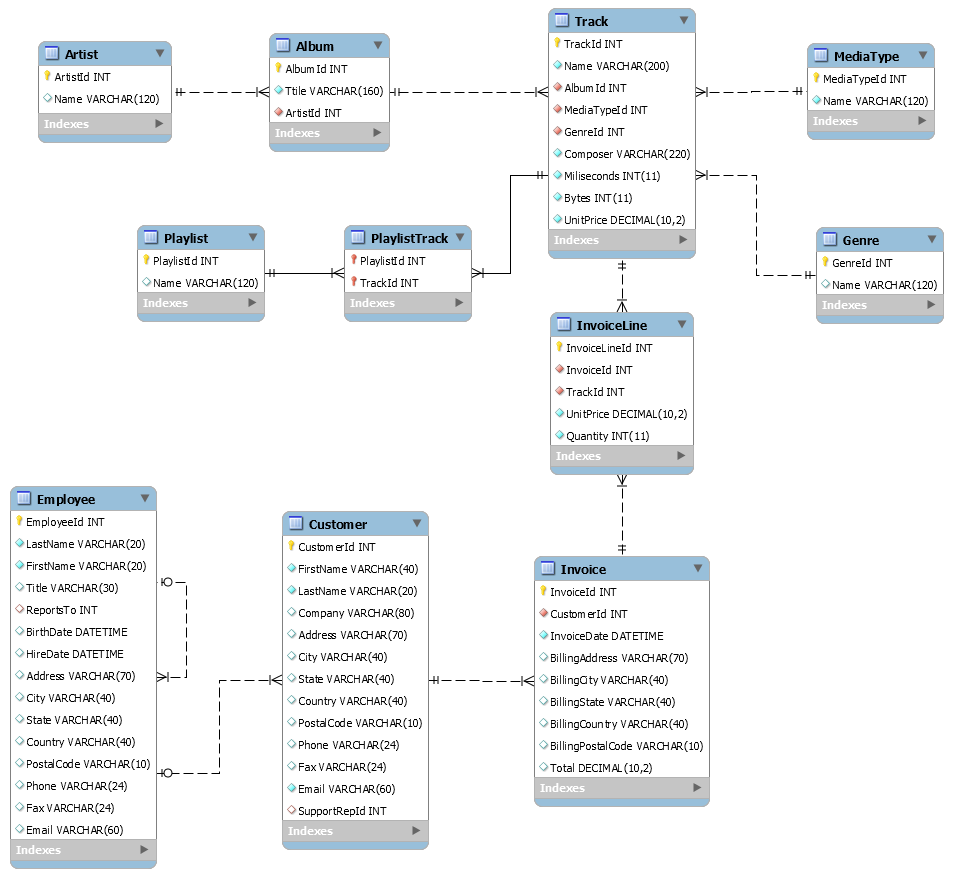 Artist
ArtistId INT
Name VARCHAR(120)
Indexes
Album
AlbumId INT
Ttile VARCHAR(160)
ArtistId INT
Indexes
Track
TrackId INT
Name VARCHAR(200)
AlbumId INT
MediaTypeId INT
GenreId INT
Composer VARCHAR(220)
Miliseconds INT(11)
Bytes INT(11)
UnitPrice DECIMAL(10,2)
Indexes
MediaType
MediaTypeId INT
Name VARCHAR(120)
Indexes
Playlist
PlaylistId INT
Name VARCHAR(120)
Indexes
PlaylistTrack
PlaylistId INT
TrackId INT
Indexes
Genre
GenreId INT
Name VARCHAR(120)
Indexes
InvoiceLine
InvoiceLineId INT
InvoiceId INT
TrackId INT
UnitPrice DECIMAL(10,2)
Quantity INT(11)
Indexes
Employee
EmployeeId INT
LastName VARCHAR(20)
FirstName VARCHAR(20)
Title VARCHAR(30)
ReportsTo INT
BirthDate DATETIME
HireDate DATETIME
Address VARCHAR(70)
City VARCHAR(40)
State VARCHAR(40)
Country VARCHAR(40)
PostalCode VARCHAR(10)
Phone VARCHAR(24)
Fax VARCHAR(24)
Email VARCHAR(60)
Indexes
Customer
CustomerId INT
FirstName VARCHAR(40)
LastName VARCHAR(20)
Company VARCHAR(80)
Address VARCHAR(70)
City VARCHAR(40)
State VARCHAR(40)
Country VARCHAR(40)
PostalCode VARCHAR(10)
Phone VARCHAR(24)
Fax VARCHAR(24)
Email VARCHAR(60)
SupportRepId INT
Indexes
Invoice
InvoiceId INT
CustomerId INT
InvoiceDate DATETIME
BillingAddress VARCHAR(70)
BillingCity VARCHAR(40)
BillingState VARCHAR(40)
BillingCountry VARCHAR(40)
BillingPostalCode VARCHAR(10)
Total DECIMAL(10,2)
Indexes